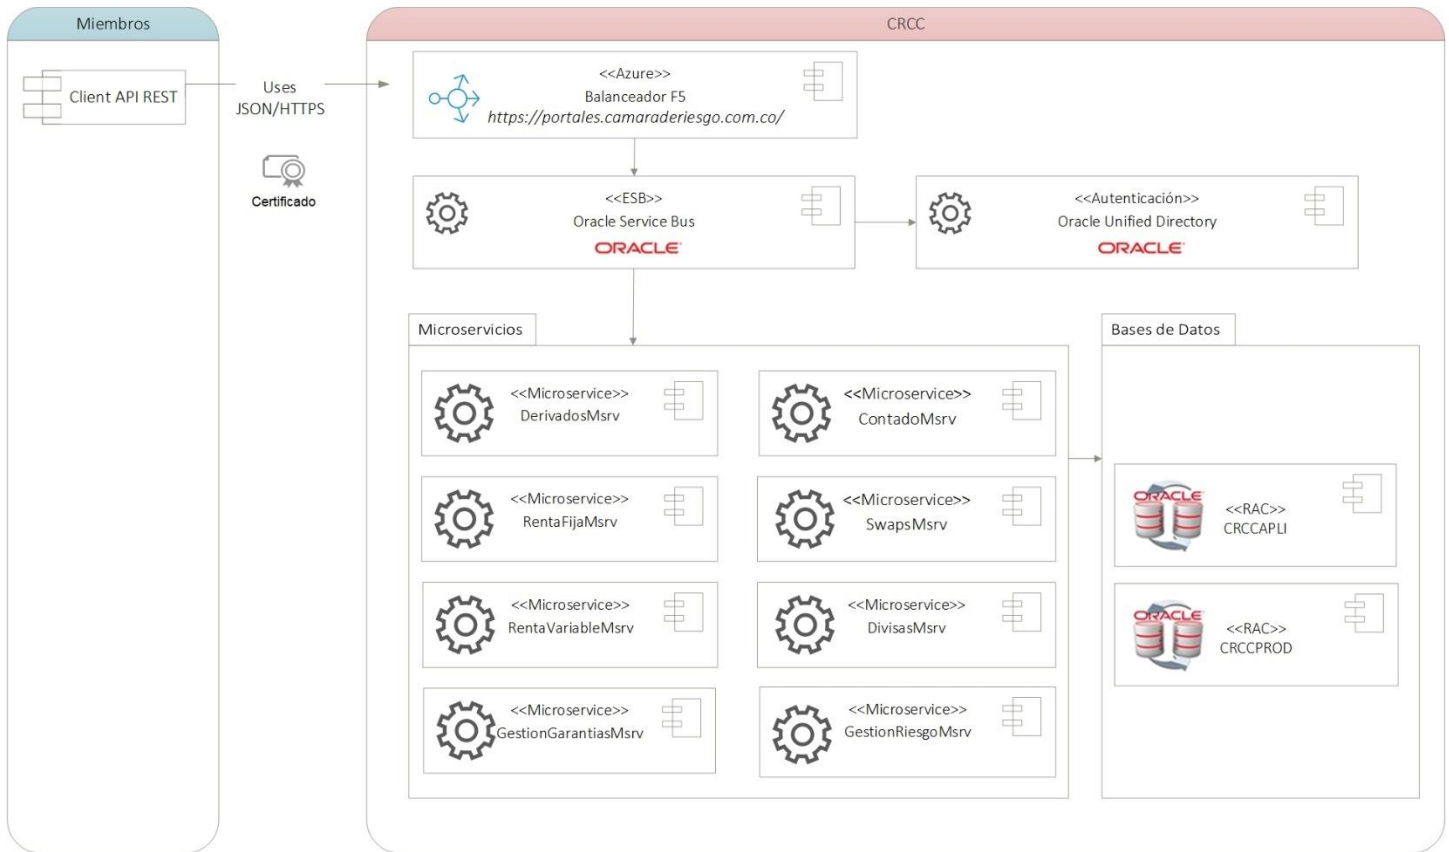 Miembros
CRCC
Client API REST
Uses
JSON/HTTPS
Certificado
<<Azure>>
Balanceador F5
https://portales.camaraderiesgo.com.co/
<<ESB>>
Oracle Service Bus
ORACLE
<<Autenticación>>
Oracle Unified Directory
ORACLE
Microservicios
<<Microservice>>
DerivadosMsrv
<<Microservice>>
ContadoMsrv
<<Microservice>>
RentaFijaMsrv
<<Microservice>>
SwapsMsrv
<<Microservice>>
RentaVariableMsrv
<<Microservice>>
DivisasMsrv
<<Microservice>>
GestionGarantiasMsrv
<<Microservice>>
GestionRiesgoMsrv
Bases de Datos
ORACLE
<<RAC>>
CRCCAPLI
ORACLE
<<RAC>>
CRCCPROD